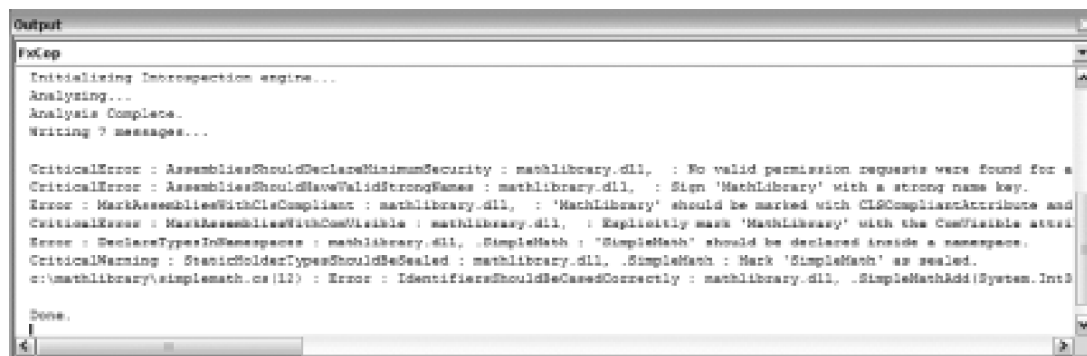 Output
FxCop
Initializing Introspection engine...
Analyzing...
Analysis Complete.
Writing 7 messages...
CriticalError : AssembliesShouldDeclareMinimumSecurity : mathlibrary.dll,  : No valid permission requests were found for a
CriticalError : AssembliesShouldHaveValidStrongNames : mathlibrary.dll,  : Sign 'MathLibrary' with a strong name key.
Error : MarkAssembliesWithClsCompliant : mathlibrary.dll,  : 'MathLibrary' should be marked with CLSCompliantAttribute and
CriticalError : MarkAssembliesWithComVisible : mathlibrary.dll,  : Explicitly mark 'MathLibrary' with the ComVisible attri
Error : DeclareTypesInNamespaces : mathlibrary.dll, .SimpleMath : 'SimpleMath' should be declared inside a namespace.
CriticalWarning : StaticHolderTypesShouldBeSealed : mathlibrary.dll, .SimpleMath : Mark 'SimpleMath' as sealed.
c:\mathlibrary\simplemath.cs(12) : Error : IdentifiersShouldBeCasedCorrectly : mathlibrary.dll, .SimpleMathAdd(System.Int3
Done.